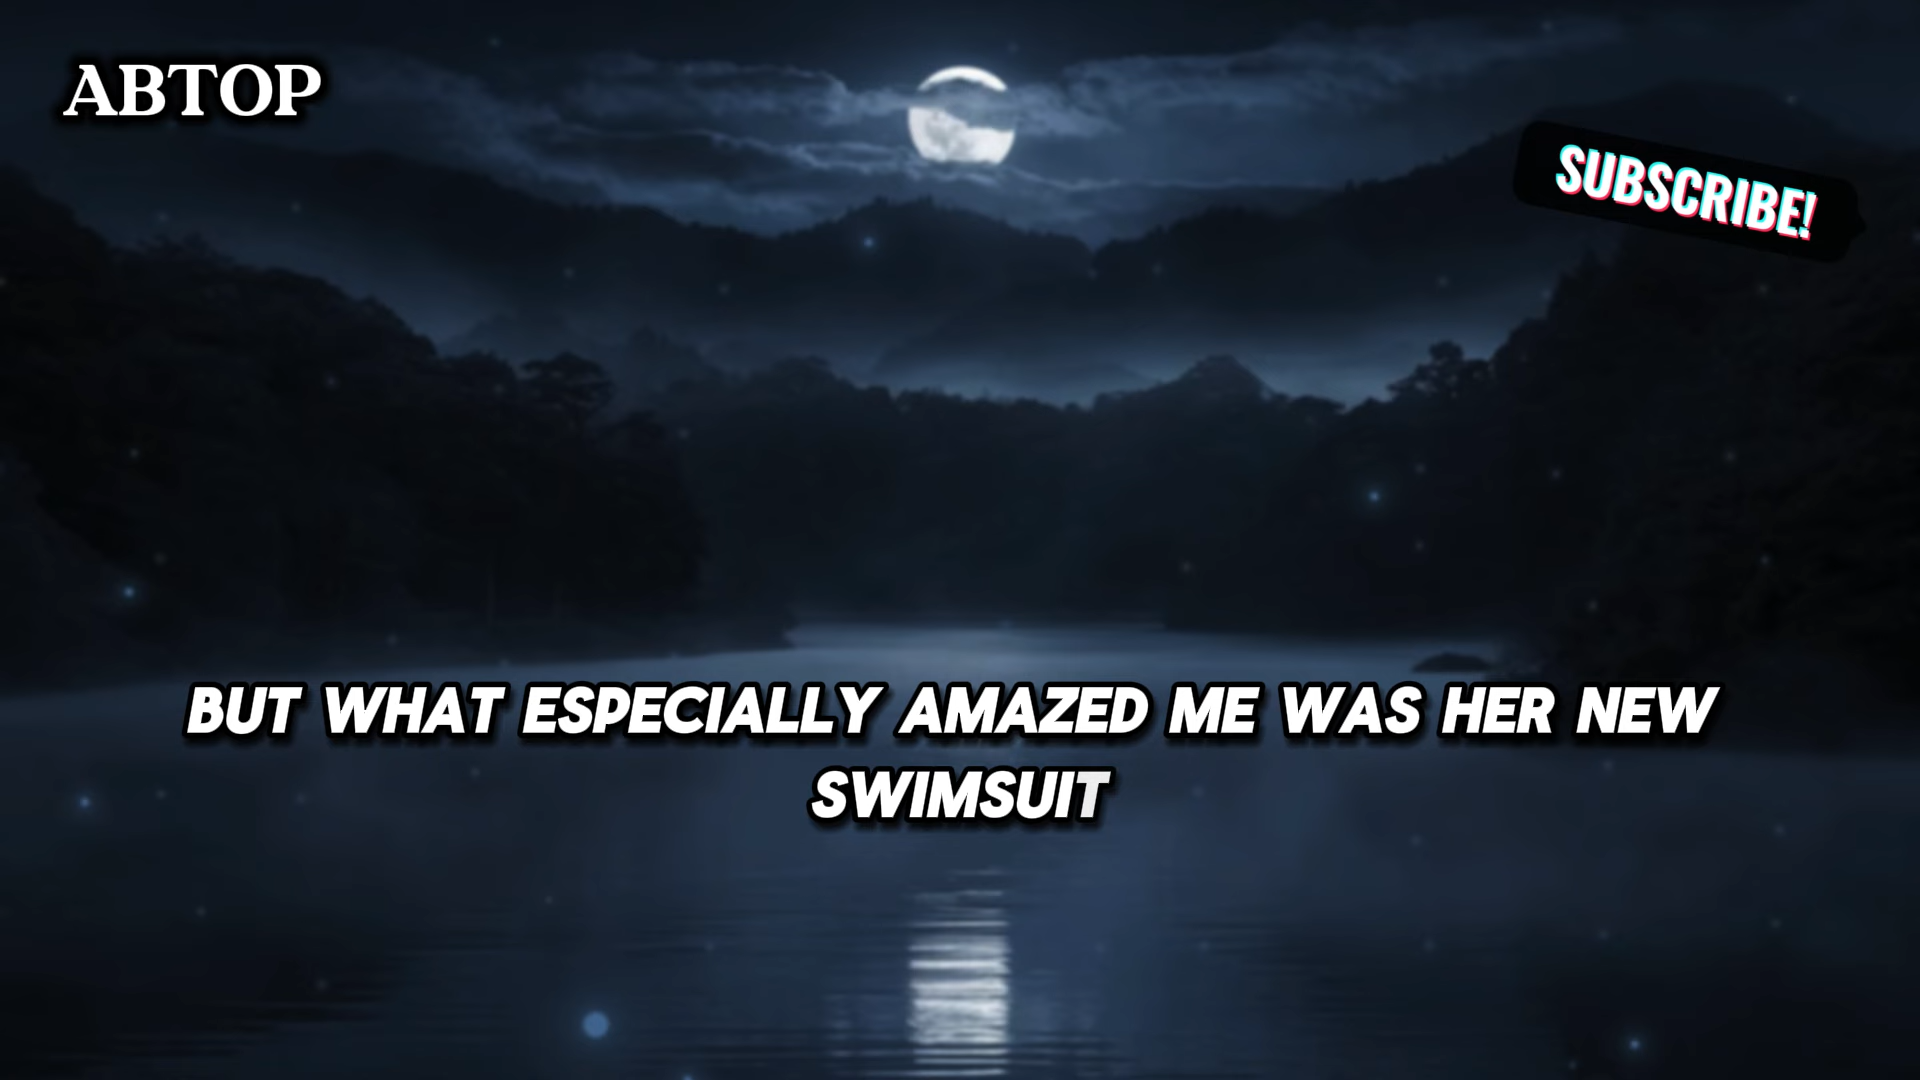 ABTOP
SUBSCRIBE!
BUT WHAT ESPECIALLY AMAZED ME WAS HER NEW
SWIMSUIT